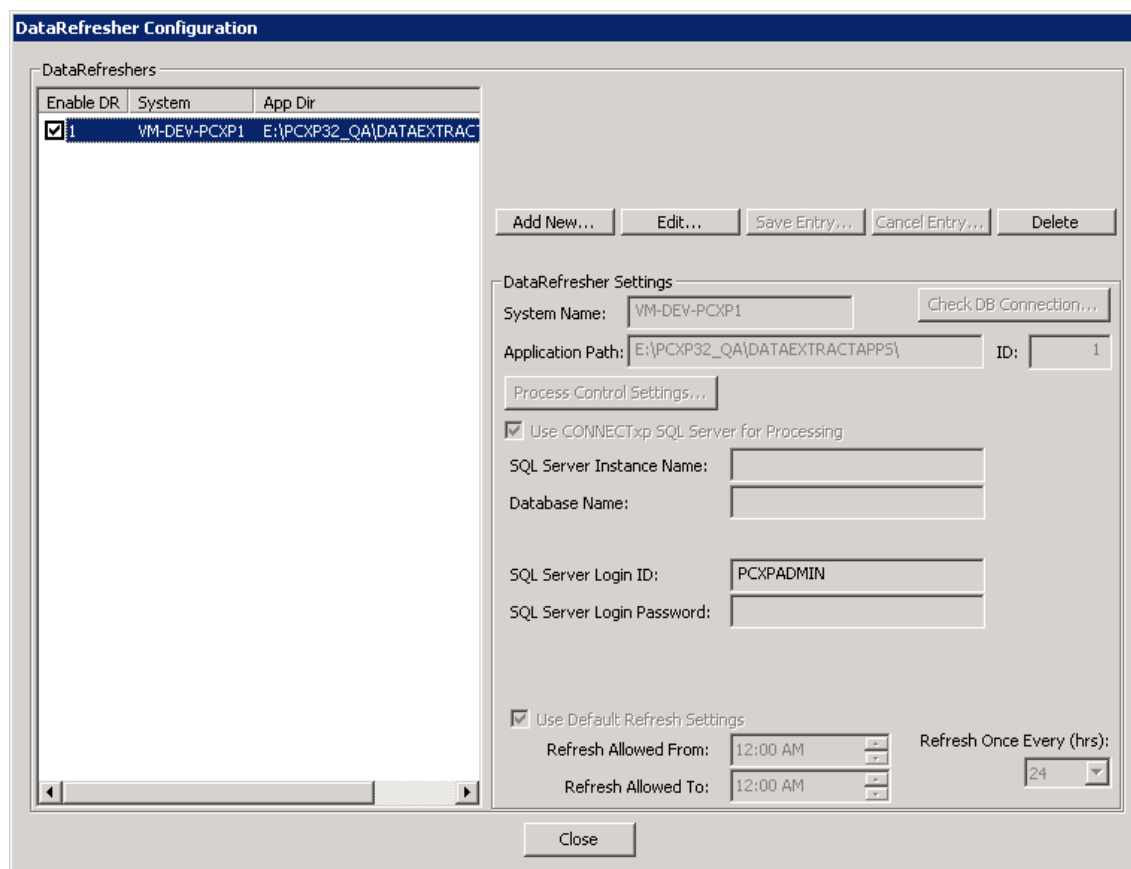 DataRefresher Configuration
DataRefreshers
Enable DR System App Dir
1 VM-DEV-PCXP1 E:\PCXP32_QA\DATAEXTRACT
Add New... Edit... Save Entry... Cancel Entry... Delete
DataRefresher Settings
System Name: VM-DEV-PCXP1 Check DB Connection...
Application Path: E:\PCXP32_QA\DATAEXTRACTAPPS\ ID: 1
Process Control Settings...
Use CONNECTxp SQL Server for Processing
SQL Server Instance Name:
Database Name:
SQL Server Login ID: PCXPADMIN
SQL Server Login Password:
Use Default Refresh Settings
Refresh Allowed From: 12:00 AM Refresh Once Every (hrs):
24
Refresh Allowed To: 12:00 AM
Close